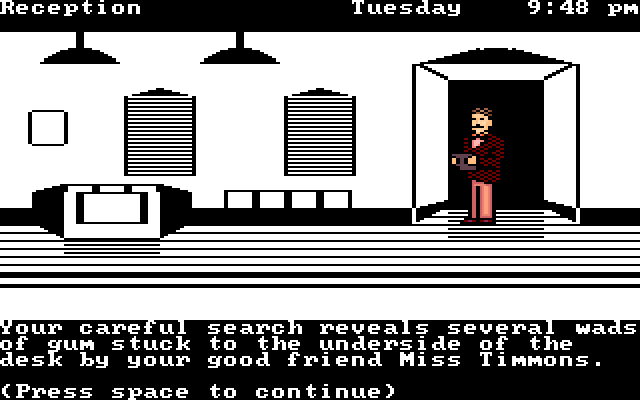 Reception Tuesday 9:48 pm
Your careful search reveals several wads
of gum stuck to the underside of the
desk by your good friend Miss Timmons.
(Press space to continue)